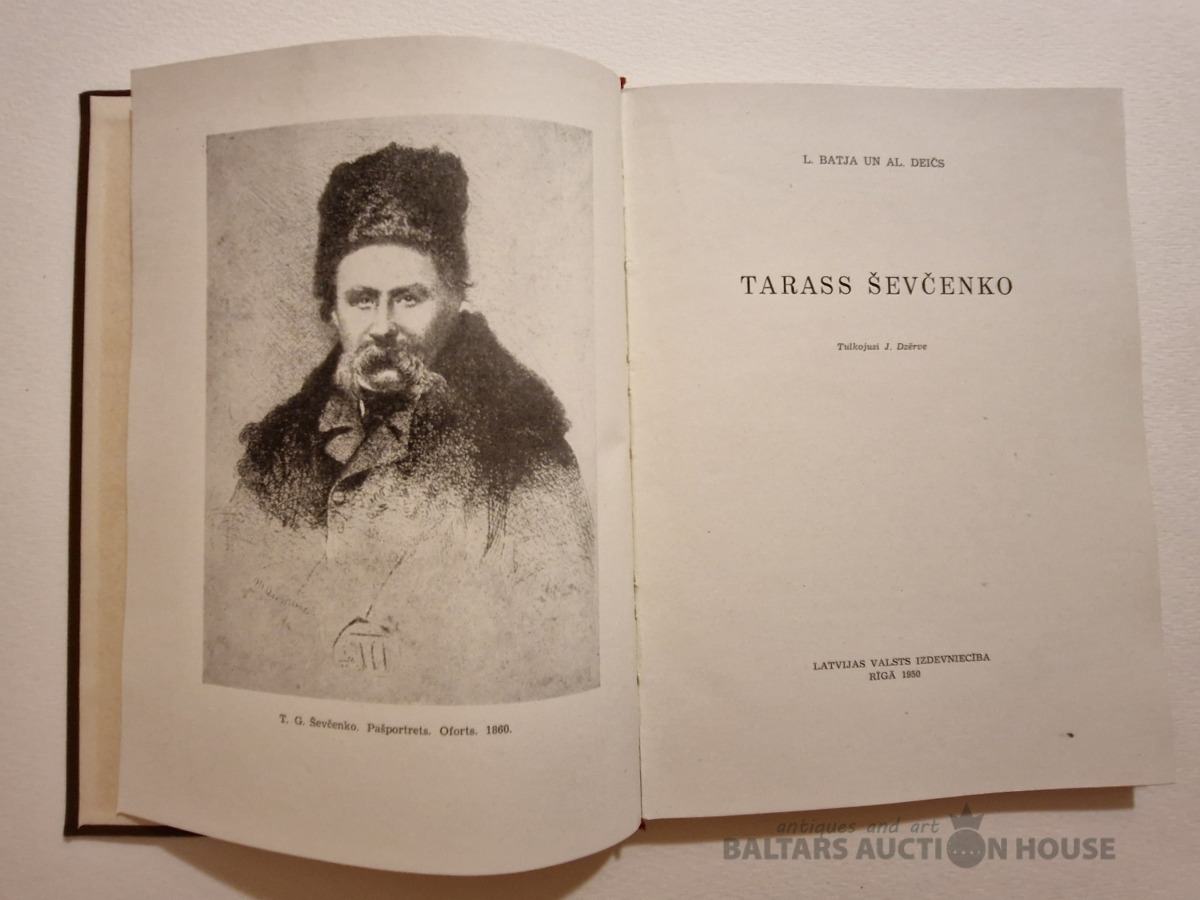 T. G. Ševčenko. Pašportrets. Oforts. 1860.
L. BATJA UN AL. DEIČS
TARASS ŠEVČENKO
Tulkojusi J. Dzērve
LATVIJAS VALSTS IZDEVNIECĪBA
RĪGĀ 1950
antiques and art
BALTARS AUCTION HOUSE